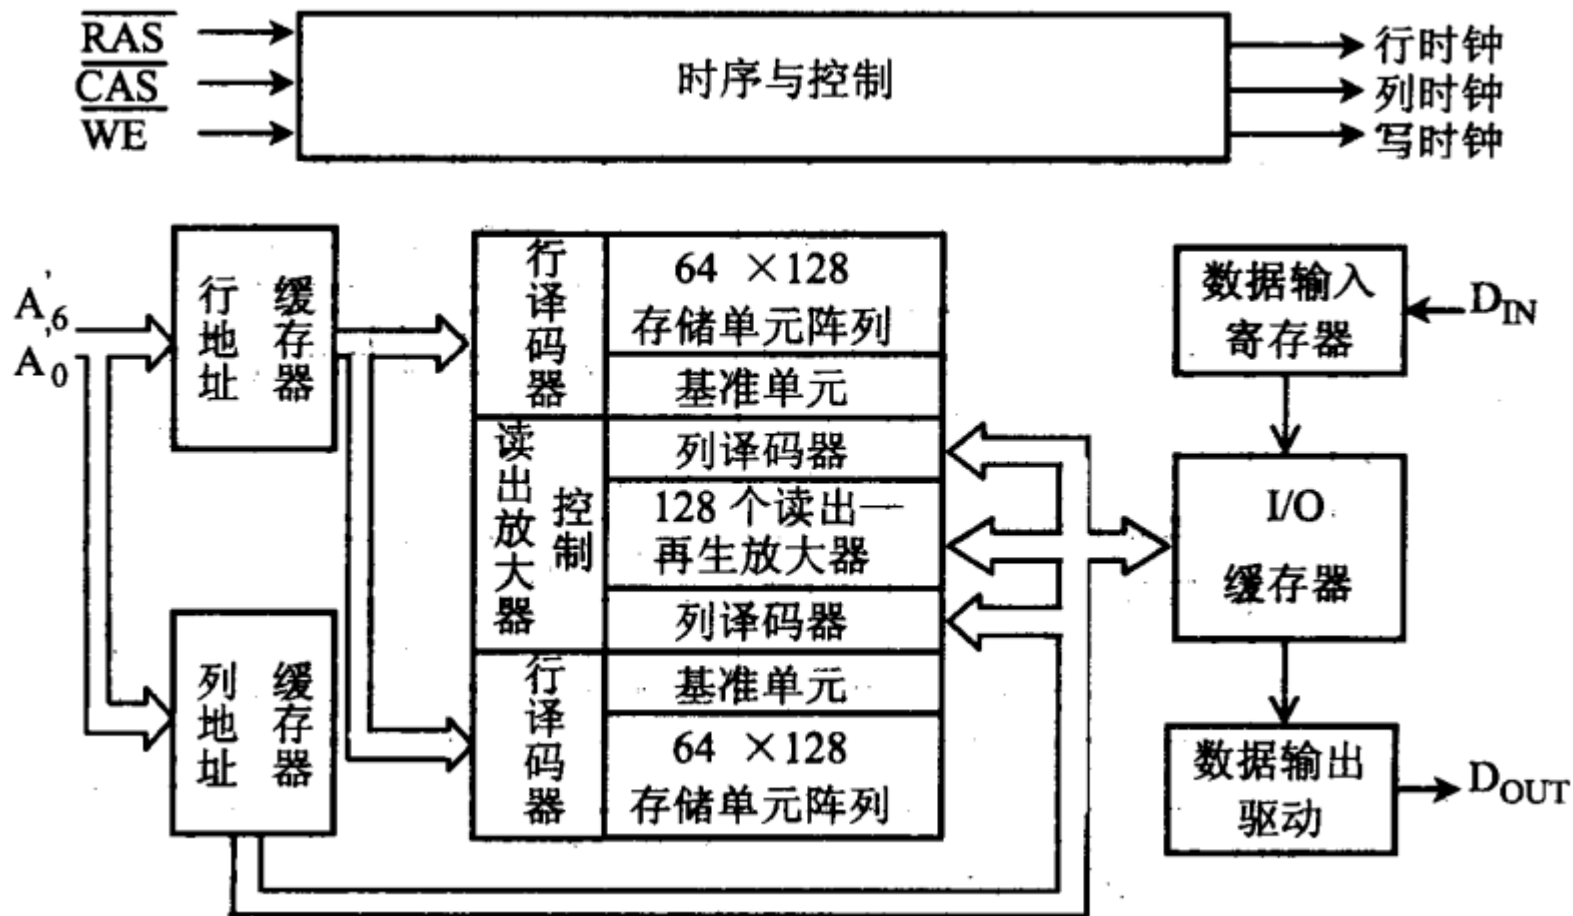 RAS
CAS
WE
时序与控制
行时钟
列时钟
写时钟
A'6
A'0
行地址
缓存器
列地址
缓存器
行译码器
64 ×128
存储单元阵列
基准单元
读出放大器
控制
列译码器
128 个读出—
再生放大器
列译码器
行译码器
基准单元
64 ×128
存储单元阵列
数据输入
寄存器
DIN
I/O
缓存器
数据输出
驱动
DOUT